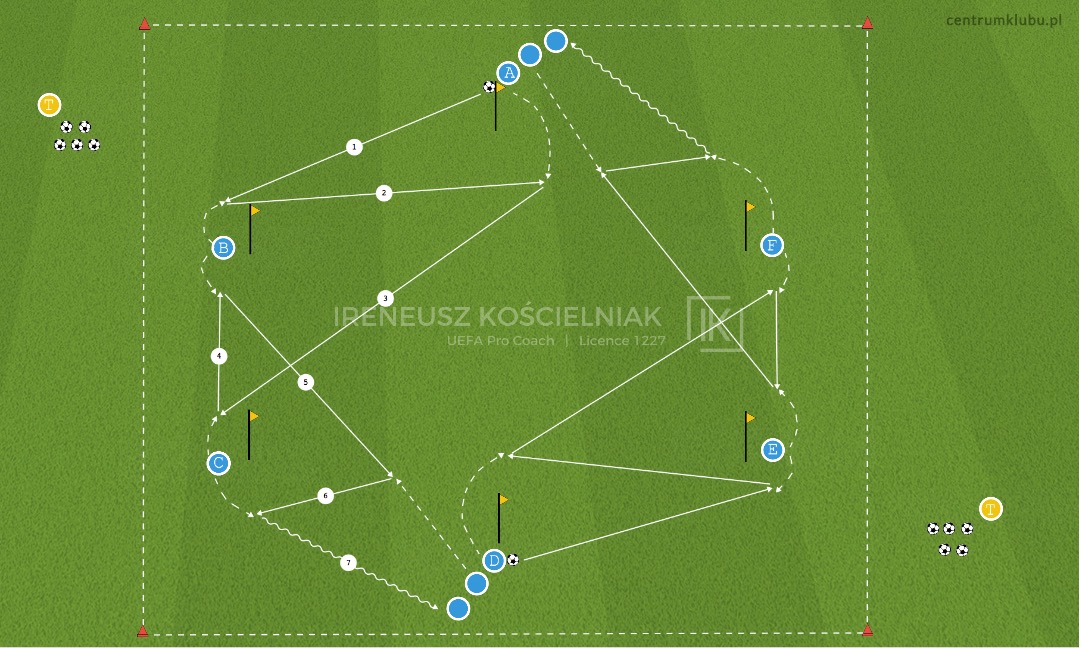 centrumklubu.pl
A
T
1
2
B
F
3
IRENEUSZ KOŚCIELNIAK IK
UEFA Pro Coach | Licence 1227
4
5
C
E
6
T
D
7